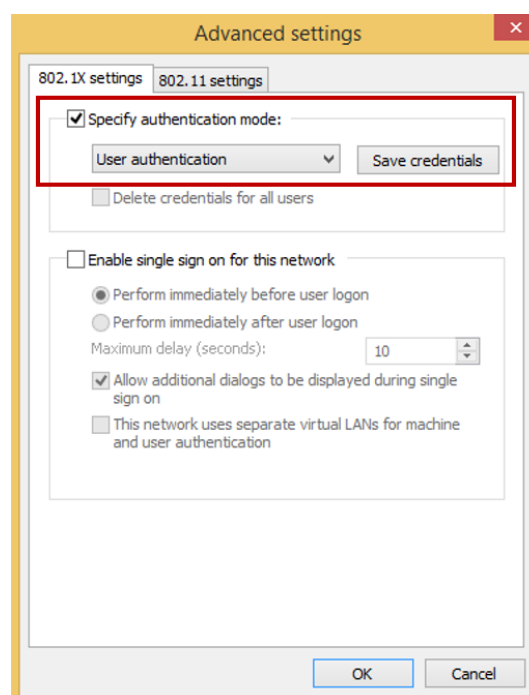 Advanced settings
802.1X settings 802.11 settings
Specify authentication mode:
User authentication Save credentials
Delete credentials for all users
Enable single sign on for this network
Perform immediately before user logon
Perform immediately after user logon
Maximum delay (seconds): 10
Allow additional dialogs to be displayed during single
sign on
This network uses separate virtual LANs for machine
and user authentication
OK Cancel